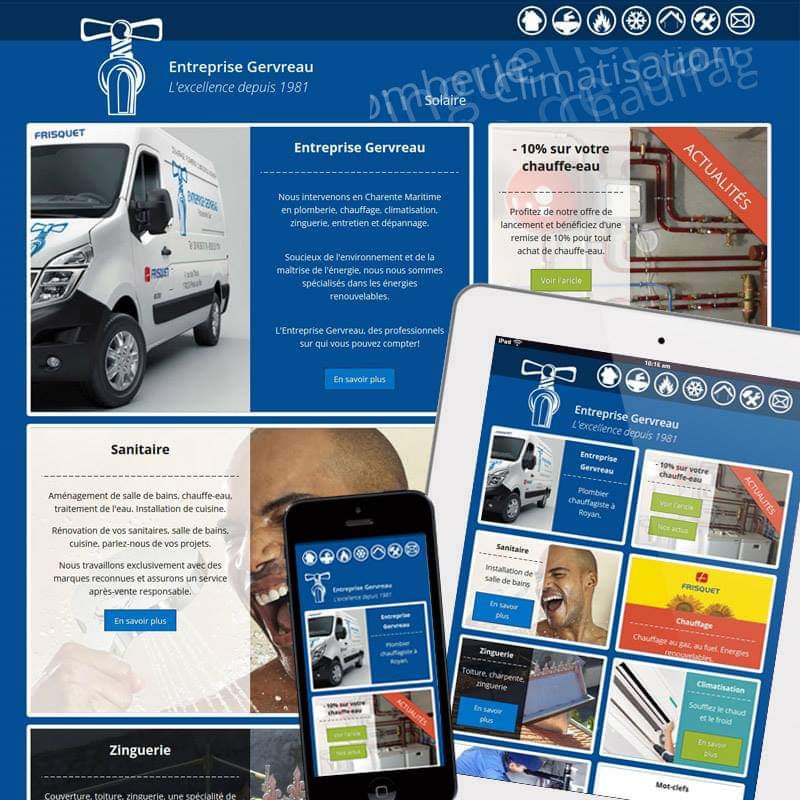 Entreprise Gervreau
L'excellence depuis 1981
Climatisation
Solaire
FRISQUET
FRISQUET
Entreprise Gervreau
Nous intervenons en Charente Maritime
en plomberie, chauffage, climatisation,
zinguerie, entretien et dépannage.
Soucieux de l'environnement et de la
maîtrise de l'énergie, nous nous sommes
spécialisés dans les énergies
renouvelables.
L'Entreprise Gervreau, des professionnels
sur qui vous pouvez compter!
En savoir plus
- 10% sur votre
chauffe-eau
Profitez de notre offre de
lancement et bénéficiez d'une
remise de 10% pour tout
achat de chauffe-eau.
Voir l'aricle
ACTUALITÉS
Sanitaire
Aménagement de salle de bains, chauffe-eau,
traitement de l'eau. Installation de cuisine.
Rénovation de vos sanitaires, salle de bains,
cuisine, parlez-nous de vos projets.
Nous travaillons exclusivement avec des
marques reconnues et assurons un service
après-vente responsable.
En savoir plus
Zinguerie
Couverture, toiture, zinguerie, une spécialité de
Entreprise Gervreau
L'excellence depuis 1981
Entreprise
Gervreau
Plombier
chauffagiste à
Royan.
- 10% sur votre
chauffe-eau
Voir l'aricle
Nos actus
ACTUALITÉS
iPad
10:16 am
Entreprise Gervreau
L'excellence depuis 1981
Entreprise
Gervreau
Plombier
chauffagiste à
Royan.
- 10% sur votre
chauffe-eau
Voir l'aricle
Nos actus
ACTUALITÉS
Sanitaire
Installation de
salle de bains
En savoir
plus
FRISQUET
Chauffage
Chauffage au gaz, au fuel. Énergies
renouvelables.
Zinguerie
Toiture, charpente,
zinguerie
En savoir
plus
Climatisation
Soufflez le chaud
et le froid
En savoir
plus
Mot-clefs